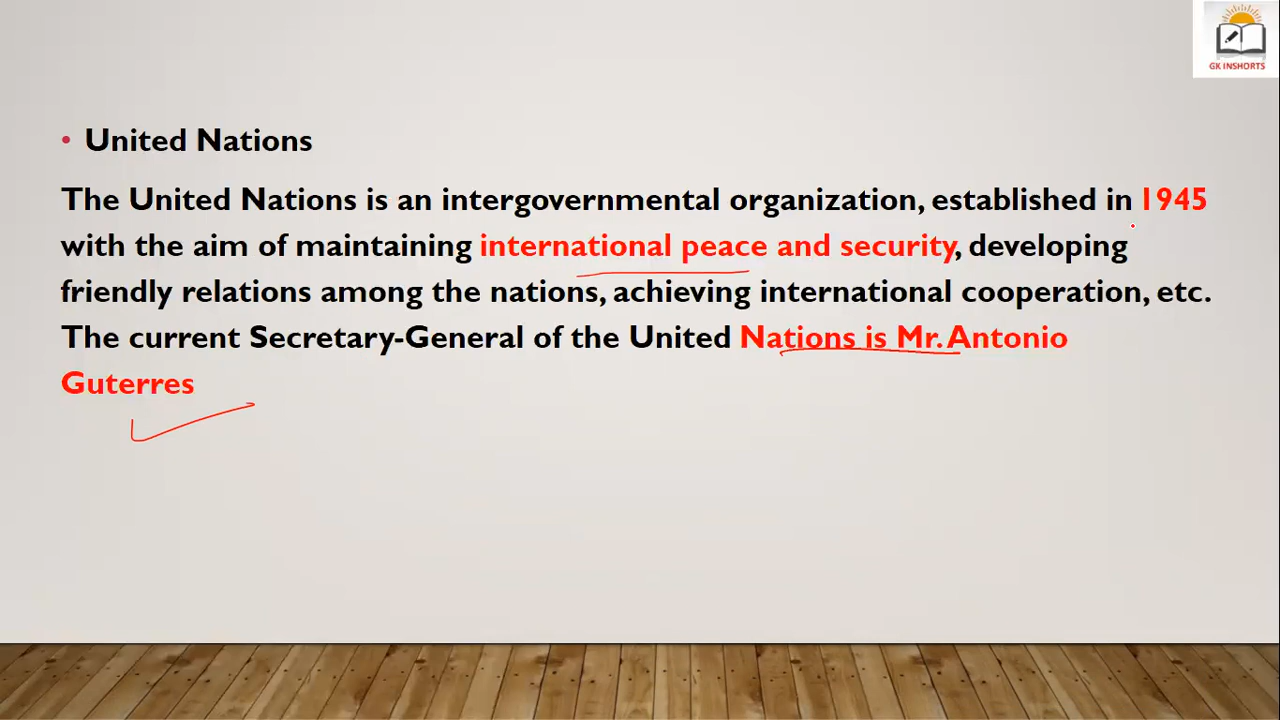 GK INSHORTS
• United Nations
The United Nations is an intergovernmental organization, established in 1945
with the aim of maintaining international peace and security, developing
friendly relations among the nations, achieving international cooperation, etc.
The current Secretary-General of the United Nations is Mr. Antonio
Guterres